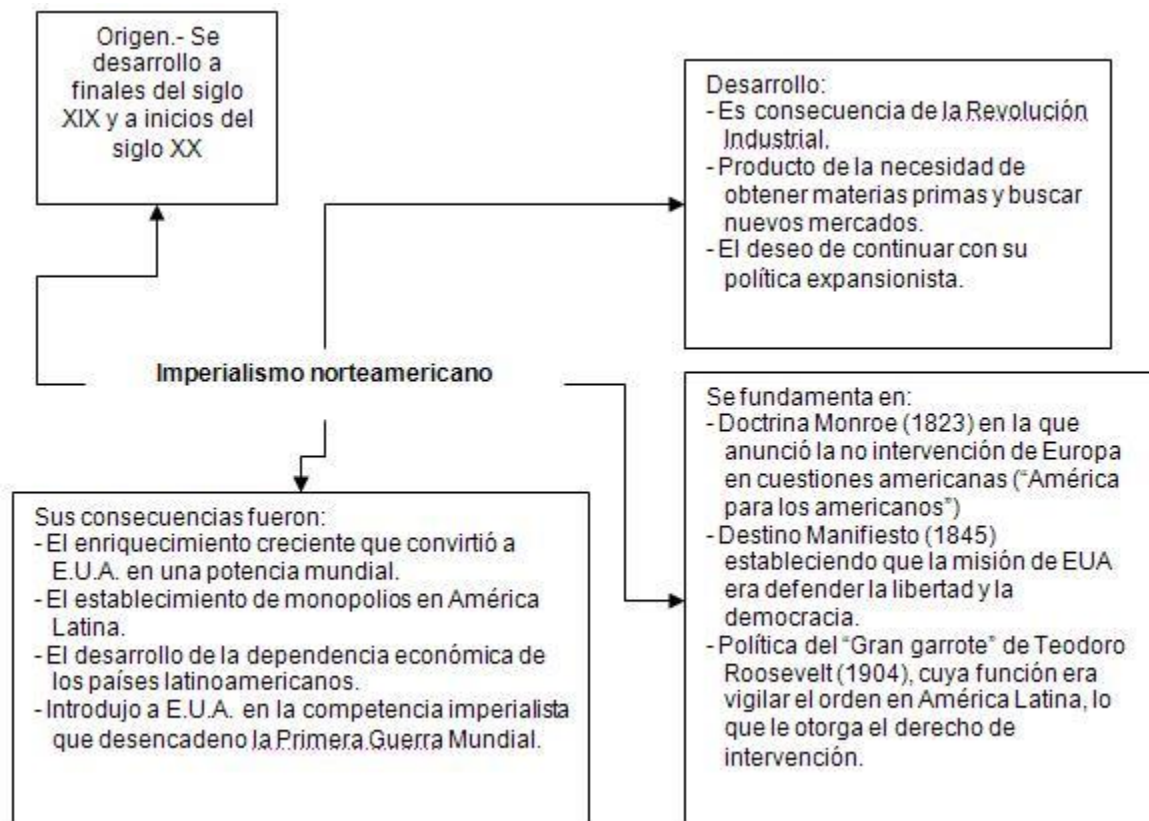 Origen.- Se
desarrollo a
finales del siglo
XIX y a inicios del
siglo XX
Desarrollo:
- Es consecuencia de la Revolución
Industrial.
- Producto de la necesidad de
obtener materias primas y buscar
nuevos mercados.
- El deseo de continuar con su
política expansionista.
Imperialismo norteamericano
Se fundamenta en:
- Doctrina Monroe (1823) en la que
anunció la no intervención de Europa
en cuestiones americanas (“América
para los americanos”)
- Destino Manifiesto (1845)
estableciendo que la misión de EUA
era defender la libertad y la
democracia.
- Política del “Gran garrote” de Teodoro
Roosevelt (1904), cuya función era
vigilar el orden en América Latina, lo
que le otorga el derecho de
intervención.
Sus consecuencias fueron:
- El enriquecimiento creciente que convirtió a
E.U.A. en una potencia mundial.
- El establecimiento de monopolios en América
Latina.
- El desarrollo de la dependencia económica de
los países latinoamericanos.
- Introdujo a E.U.A. en la competencia imperialista
que desencadeno la Primera Guerra Mundial.